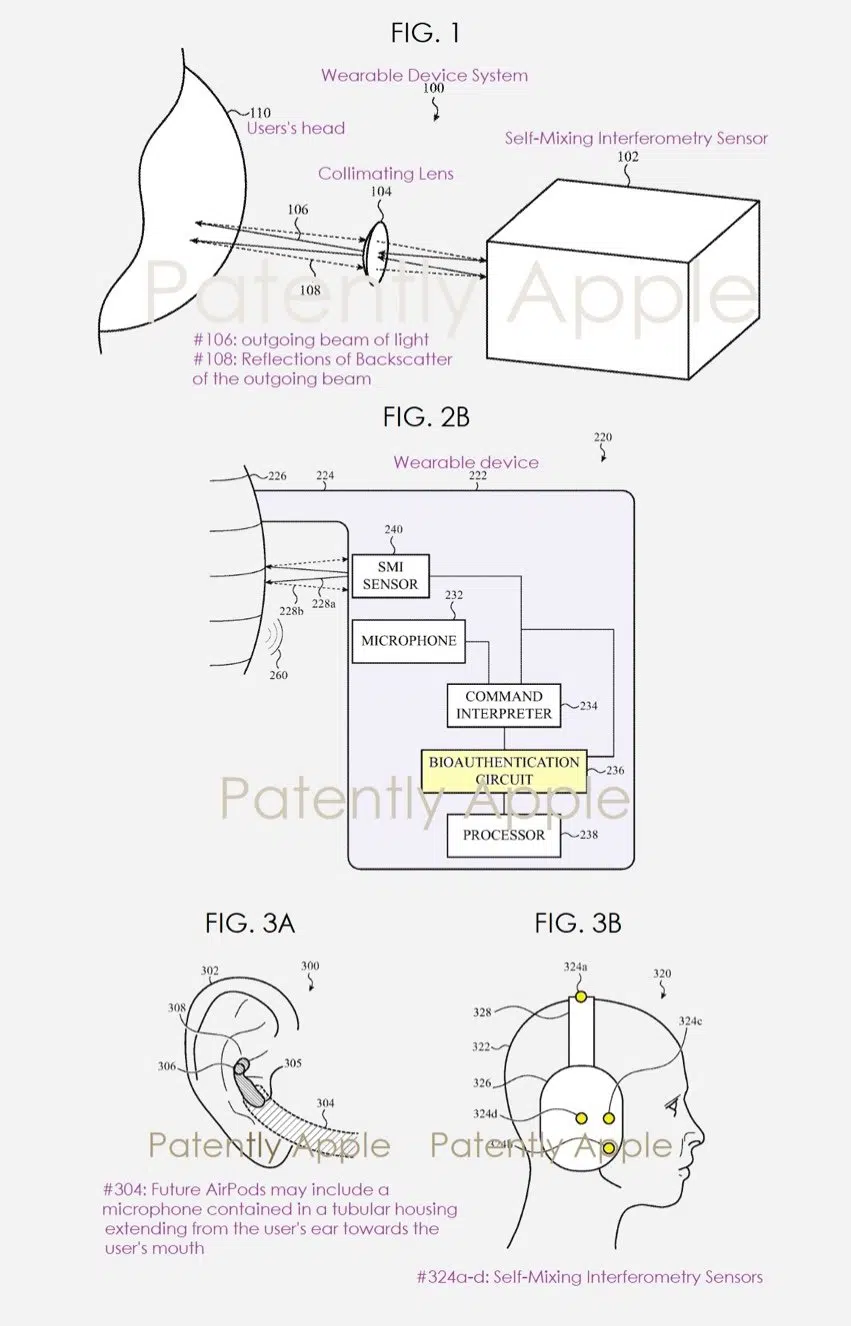 FIG. 1
Wearable Device System
100
110
Users's head
Self-Mixing Interferometry Sensor
102
Collimating Lens
104
106
108
Patently Apple
#106: outgoing beam of light
#108: Reflections of Backscatter
of the outgoing beam
FIG. 2B
220
Wearable device
226
224
222
240
SMI
SENSOR
228b
228a
232
MICROPHONE
260
COMMAND
INTERPRETER
234
BIOAUTHENTICATION
CIRCUIT
236
Patently Apple
PROCESSOR
238
FIG. 3A
FIG. 3B
302
300
308
306
305
304
324a
320
328
324c
322
326
324d
Patently Apple
Patently Apple
#304: Future AirPods may include a
microphone contained in a tubular housing
extending from the user's ear towards the
user's mouth
#324a-d: Self-Mixing Interferometry Sensors